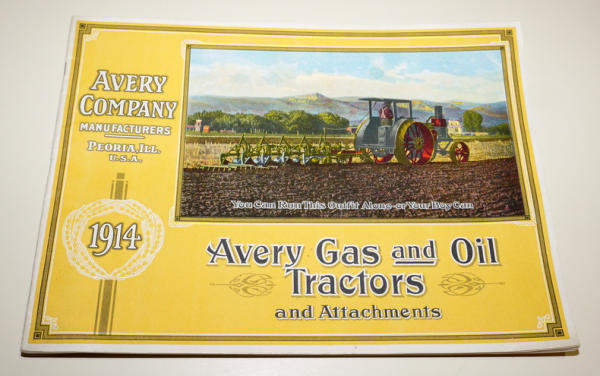 AVERY
COMPANY
MANUFACTURERS
PEORIA, ILL.
U.S.A.
1914
You Can Run This Outfit Alone-or Your Boy Can
Avery Gas and Oil
Tractors
and Attachments